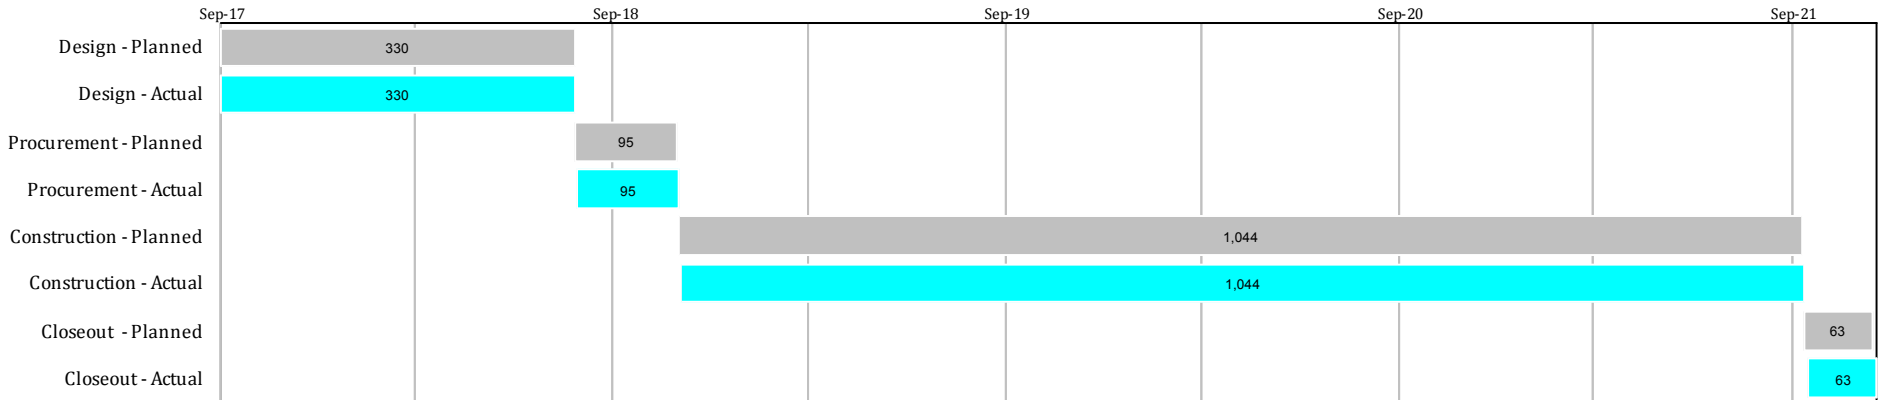 Sep-17 Sep-18 Sep-19 Sep-20 Sep-21
Design - Planned 330
Design - Actual 330
Procurement - Planned 95
Procurement - Actual 95
Construction - Planned 1,044
Construction - Actual 1,044
Closeout - Planned 63
Closeout - Actual 63